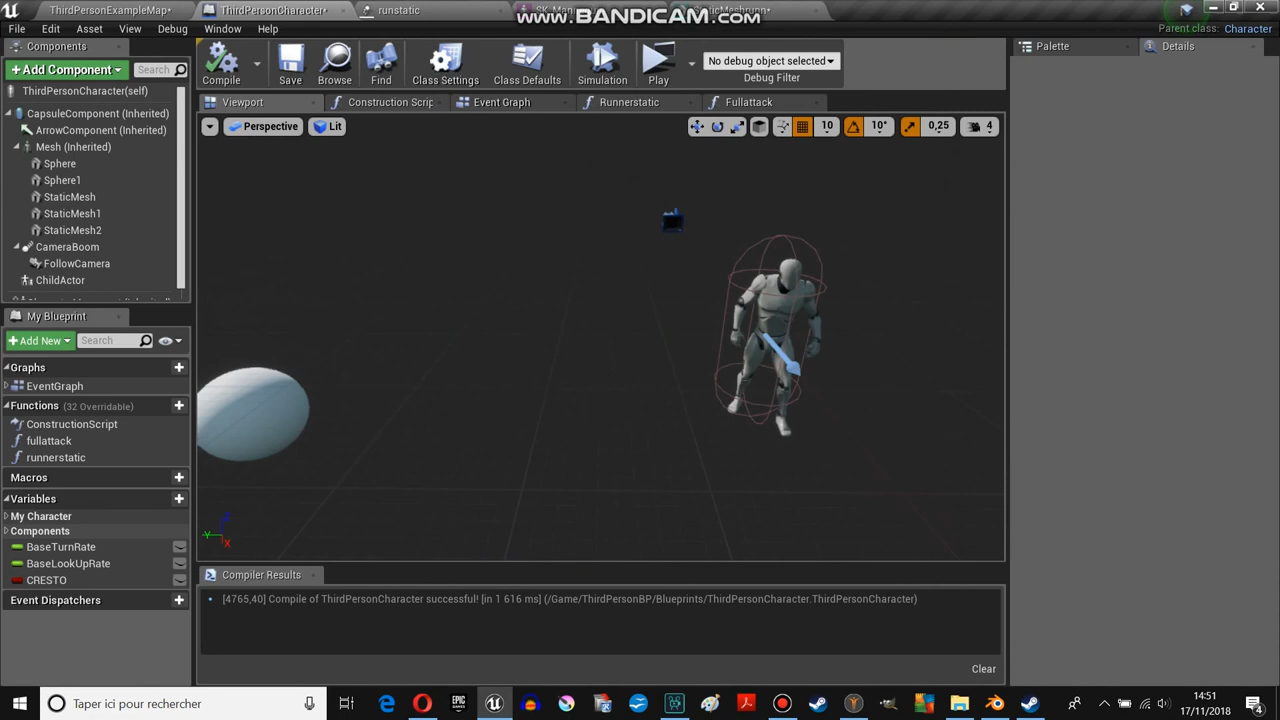 ThirdPersonExampleMap*
ThirdPersonCharacter*
runstatic
www.BANDICAM.com
File Edit Asset View Debug Window Help
Parent class: Character
Components
Palette
Details
+Add Component
Search
Compile
Save
Browse
Find
Class Settings
Class Defaults
Simulation
Play
No debug object selected
Debug Filter
ThirdPersonCharacter(self)
Viewport
Construction Scrip
Event Graph
Runnerstatic
Fullattack
CapsuleComponent (Inherited)
ArrowComponent (Inherited)
Perspective
Lit
10
10°
0,25
4
Mesh (Inherited)
Sphere
Sphere1
StaticMesh
StaticMesh1
StaticMesh2
CameraBoom
FollowCamera
ChildActor
My Blueprint
+Add New
Search
Graphs
EventGraph
Functions (32 Overridable)
ConstructionScript
fullattack
runnerstatic
Macros
Variables
My Character
Components
BaseTurnRate
BaseLookUpRate
CRESTO
Event Dispatchers
Z
Y
X
Compiler Results
[4765,40] Compile of ThirdPersonCharacter successful! [in 1 616 ms] (/Game/ThirdPersonBP/Blueprints/ThirdPersonCharacter.ThirdPersonCharacter)
Clear
Taper ici pour rechercher
14:51
17/11/2018
4